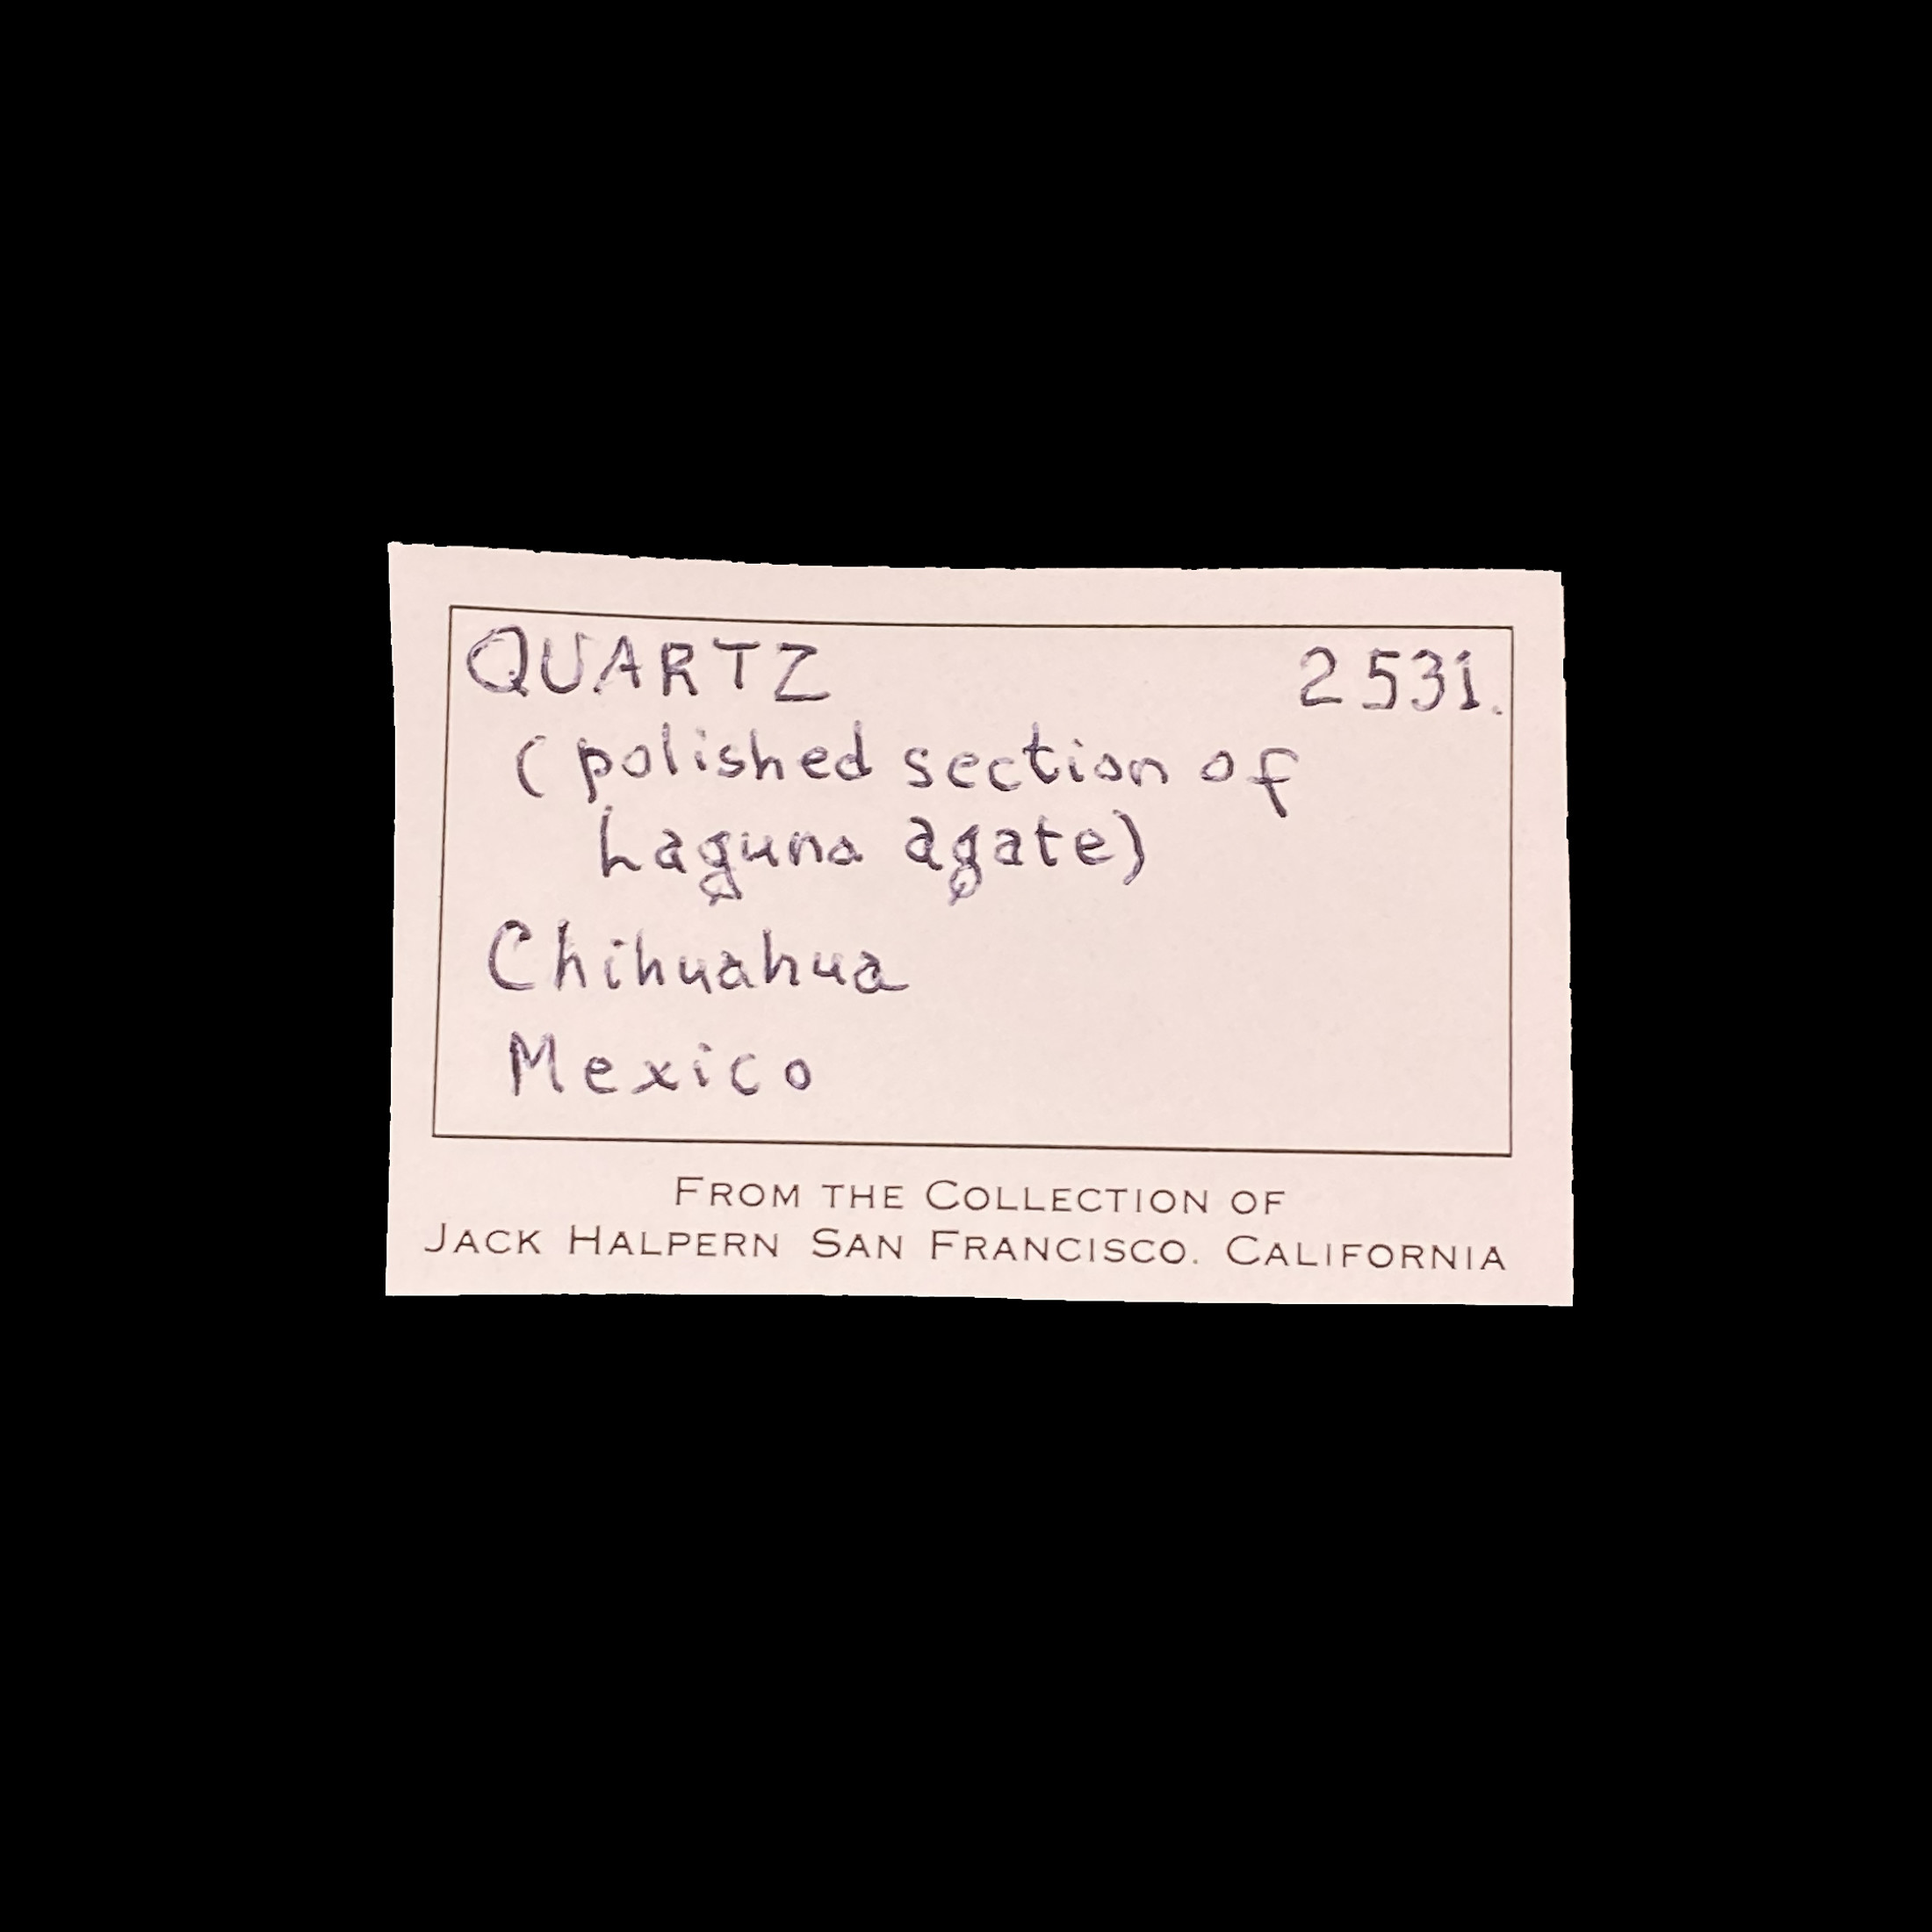 QUARTZ 2531.
(polished section of
Laguna agate)
Chihuahua
Mexico
FROM THE COLLECTION OF
JACK HALPERN SAN FRANCISCO. CALIFORNIA